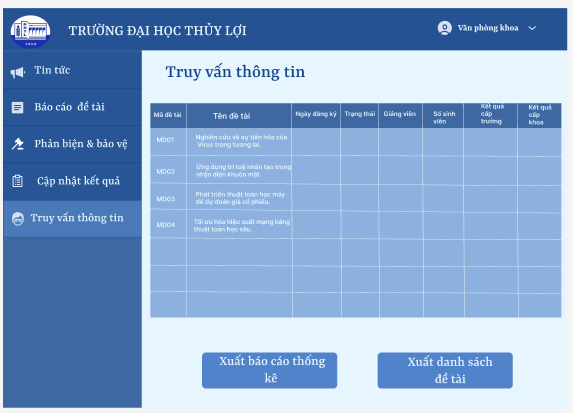 TRƯỜNG ĐẠI HỌC THỦY LỢI
Văn phòng khoa
Tin tức
Báo cáo đề tài
Phản biện & bảo vệ
Cập nhật kết quả
Truy vấn thông tin
Truy vấn thông tin
Mã đề tài Tên đề tài Ngày đăng ký Trạng thái Giảng viên Số sinh viên Kết quả cấp trường Kết quả cấp khoa
MD01 Nghiên cứu về sự tiến hóa của
Virus trong tương lai.
MD02 Ứng dụng trí tuệ nhân tạo trong
nhận diện khuôn mặt.
MD03 Phát triển thuật toán học máy
để dự đoán giá cổ phiếu.
MD04 Tối ưu hóa hiệu suất mạng bằng
thuật toán học sâu.
Xuất báo cáo thống
kê
Xuất danh sách
đề tài